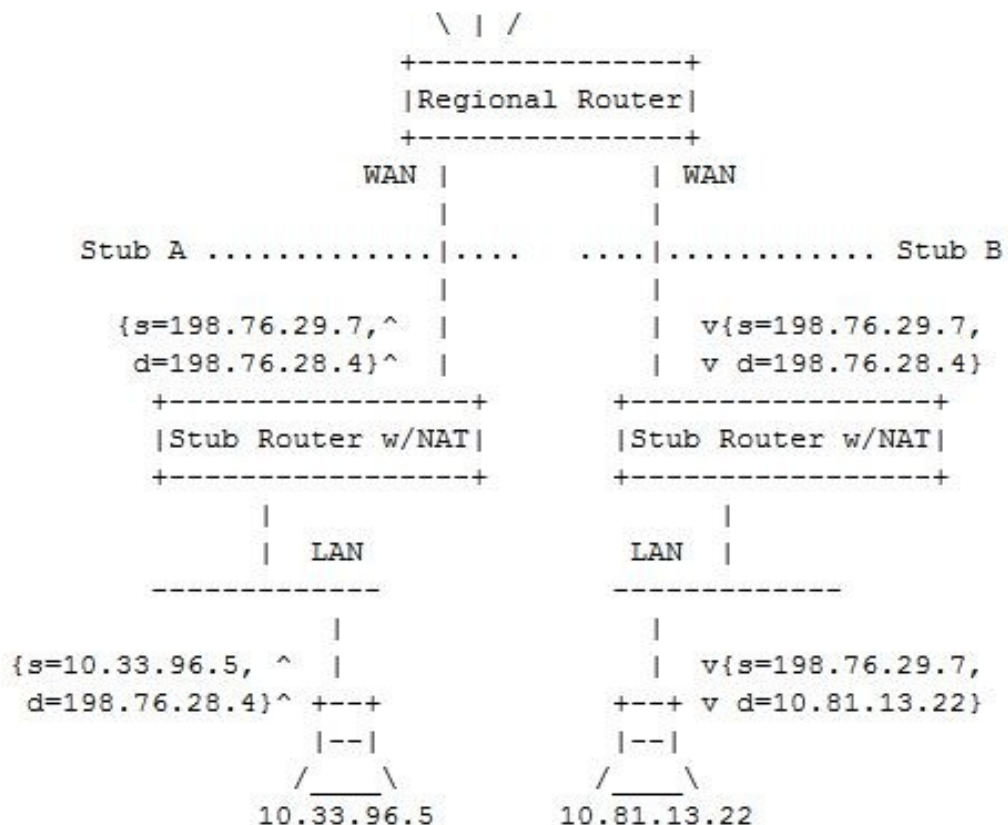 \ | /
+---------------+
|Regional Router|
+---------------+
WAN | | WAN
| |
Stub A .............|.... ....|............ Stub B
| |
{s=198.76.29.7,^ | | v{s=198.76.29.7,
d=198.76.28.4}^ | | v d=198.76.28.4}
+-----------------+ +-----------------+
|Stub Router w/NAT| |Stub Router w/NAT|
+-----------------+ +-----------------+
| |
| LAN LAN |
------------- -------------
| |
{s=10.33.96.5, ^ | | v{s=198.76.29.7,
d=198.76.28.4}^ +--+ +--+ v d=10.81.13.22}
|--| |--|
/____\ /____\
10.33.96.5 10.81.13.22